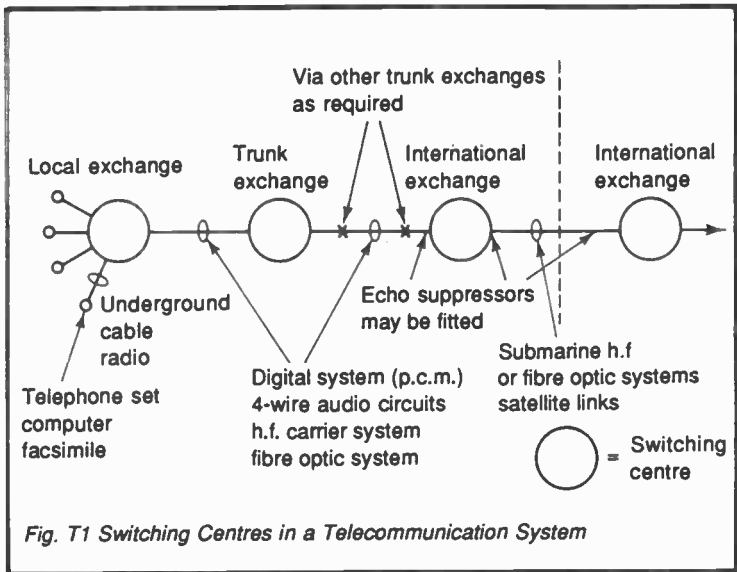 Via other trunk exchanges
as required
Local exchange
Trunk
exchange
International
exchange
International
exchange
Underground
cable
radio
Echo suppressors
may be fitted
Telephone set
computer
facsimile
Digital system (p.c.m.)
4-wire audio circuits
h.f. carrier system
fibre optic system
Submarine h.f
or fibre optic systems
satellite links
= Switching
centre
Fig. T1 Switching Centres in a Telecommunication System